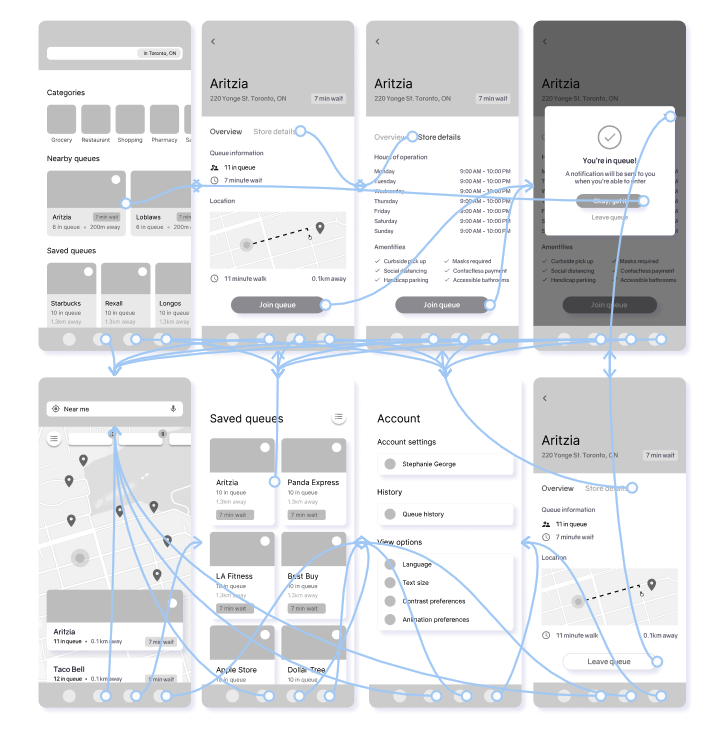 in Toronto, ON
Categories
Grocery Restaurant Shopping Pharmacy
Nearby queues
Aritzia 7 min wait
6 in queue • 200m away
Loblaws
2 in queue • 200m
Saved queues
Starbucks
10 in queue
1.3km away
Rexall
10 in queue
1.3km away
Longos
10 in queue
1.3km away
Aritzia
220 Yonge St. Toronto, ON 7 min wait
Overview Store details
Queue information
11 in queue
7 minute wait
Location
11 minute walk 0.1km away
Join queue
Aritzia
220 Yonge St. Toronto, ON 7 min wait
Overview Store details
Hours of operation
Monday 9:00 AM - 10:00 PM
Tuesday 9:00 AM - 10:00 PM
Wednesday 9:00 AM - 10:00 PM
Thursday 9:00 AM - 10:00 PM
Friday 9:00 AM - 10:00 PM
Saturday 9:00 AM - 10:00 PM
Sunday 9:00 AM - 10:00 PM
Amentities
Curbside pick up Masks required
Social distancing Contactless payment
Handicap parking Accessible bathrooms
Join queue
Aritzia
220 Yonge St. Toronto, ON 7 min wait
You're in queue!
A notification will be sent to you
when you're able to enter
Okay, got it
Leave queue
Amentities
Curbside pick up Masks required
Social distancing Contactless payment
Handicap parking Accessible bathrooms
Join queue
Near me
Aritzia
11 in queue • 0.1km away 7 min wait
Taco Bell
12 in queue • 0.1km away 7 min wait
Saved queues
Aritzia
10 in queue
1.3km away
7 min wait
Panda Express
10 in queue
1.3km away
7 min wait
LA Fitness
10 in queue
1.3km away
7 min wait
Best Buy
10 in queue
1.3km away
7 min wait
Apple Store
10 in queue
Dollar Tree
10 in queue
Account
Account settings
Stephanie George
History
Queue history
View options
Language
Text size
Contrast preferences
Animation preferences
Aritzia
220 Yonge St. Toronto, ON 7 min wait
Overview Store details
Queue information
11 in queue
7 minute wait
Location
11 minute walk 0.1km away
Leave queue